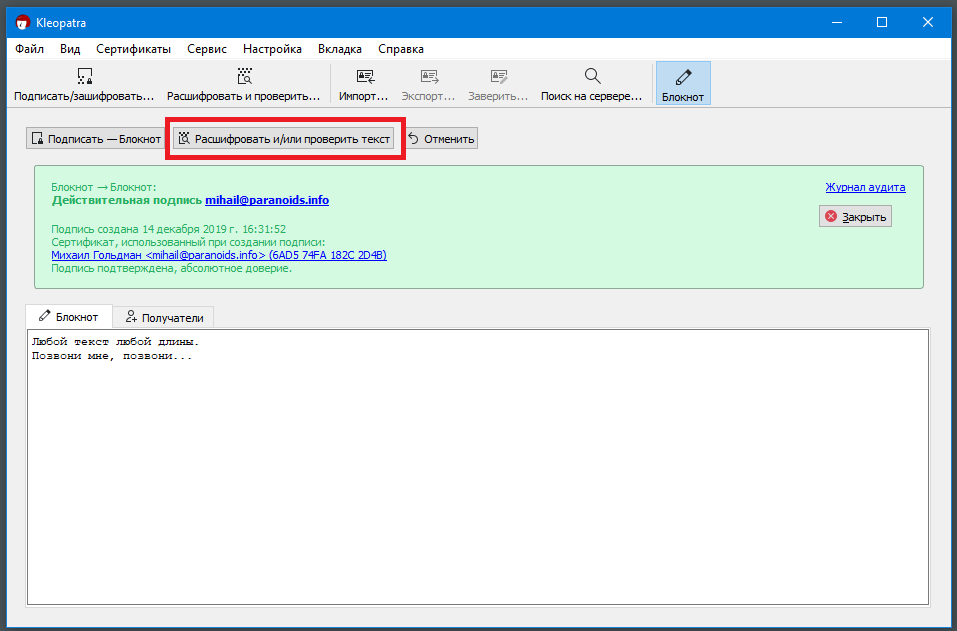 Kleopatra
Файл Вид Сертификаты Сервис Настройка Вкладка Справка
Подписать/зашифровать... Расшифровать и проверить... Импорт... Экспорт... Заверить... Поиск на сервере... Блокнот
Подписать — Блокнот Расшифровать и/или проверить текст Отменить
Блокнот → Блокнот: Журнал аудита
Действительная подпись mihail@paranoids.info
Закрыть
Подпись создана 14 декабря 2019 г. 16:31:52
Сертификат, использованный при создании подписи:
Михаил Гольдман <mihail@paranoids.info> (6AD5 74FA 182C 2D4B)
Подпись подтверждена, абсолютное доверие.
Блокнот Получатели
Любой текст любой длины.
Позвони мне, позвони...